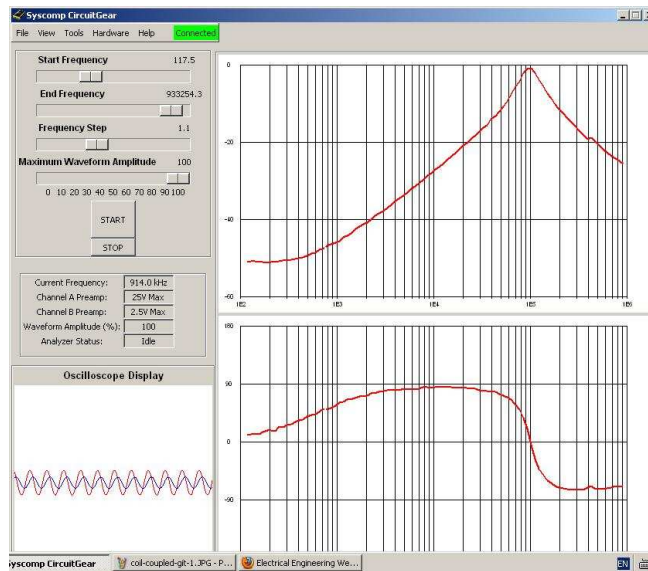 Syscomp CircuitGear
File View Tools Hardware Help Connected
Start Frequency 117.5
End Frequency 933254.3
Frequency Step 1.1
Maximum Waveform Amplitude 100
0 10 20 30 40 50 60 70 80 90 100
START
STOP
Current Frequency: 914.0 kHz
Channel A Preamp: 25V Max
Channel B Preamp: 2.5V Max
Waveform Amplitude (%): 100
Analyzer Status: Idle
Oscilloscope Display
0
-20
-40
-60
1E2 1E3 1E4 1E5 1E6
180
90
0
-90
Syscomp CircuitGear coil-coupled-git-1.JPG - P... Electrical Engineering We... EN